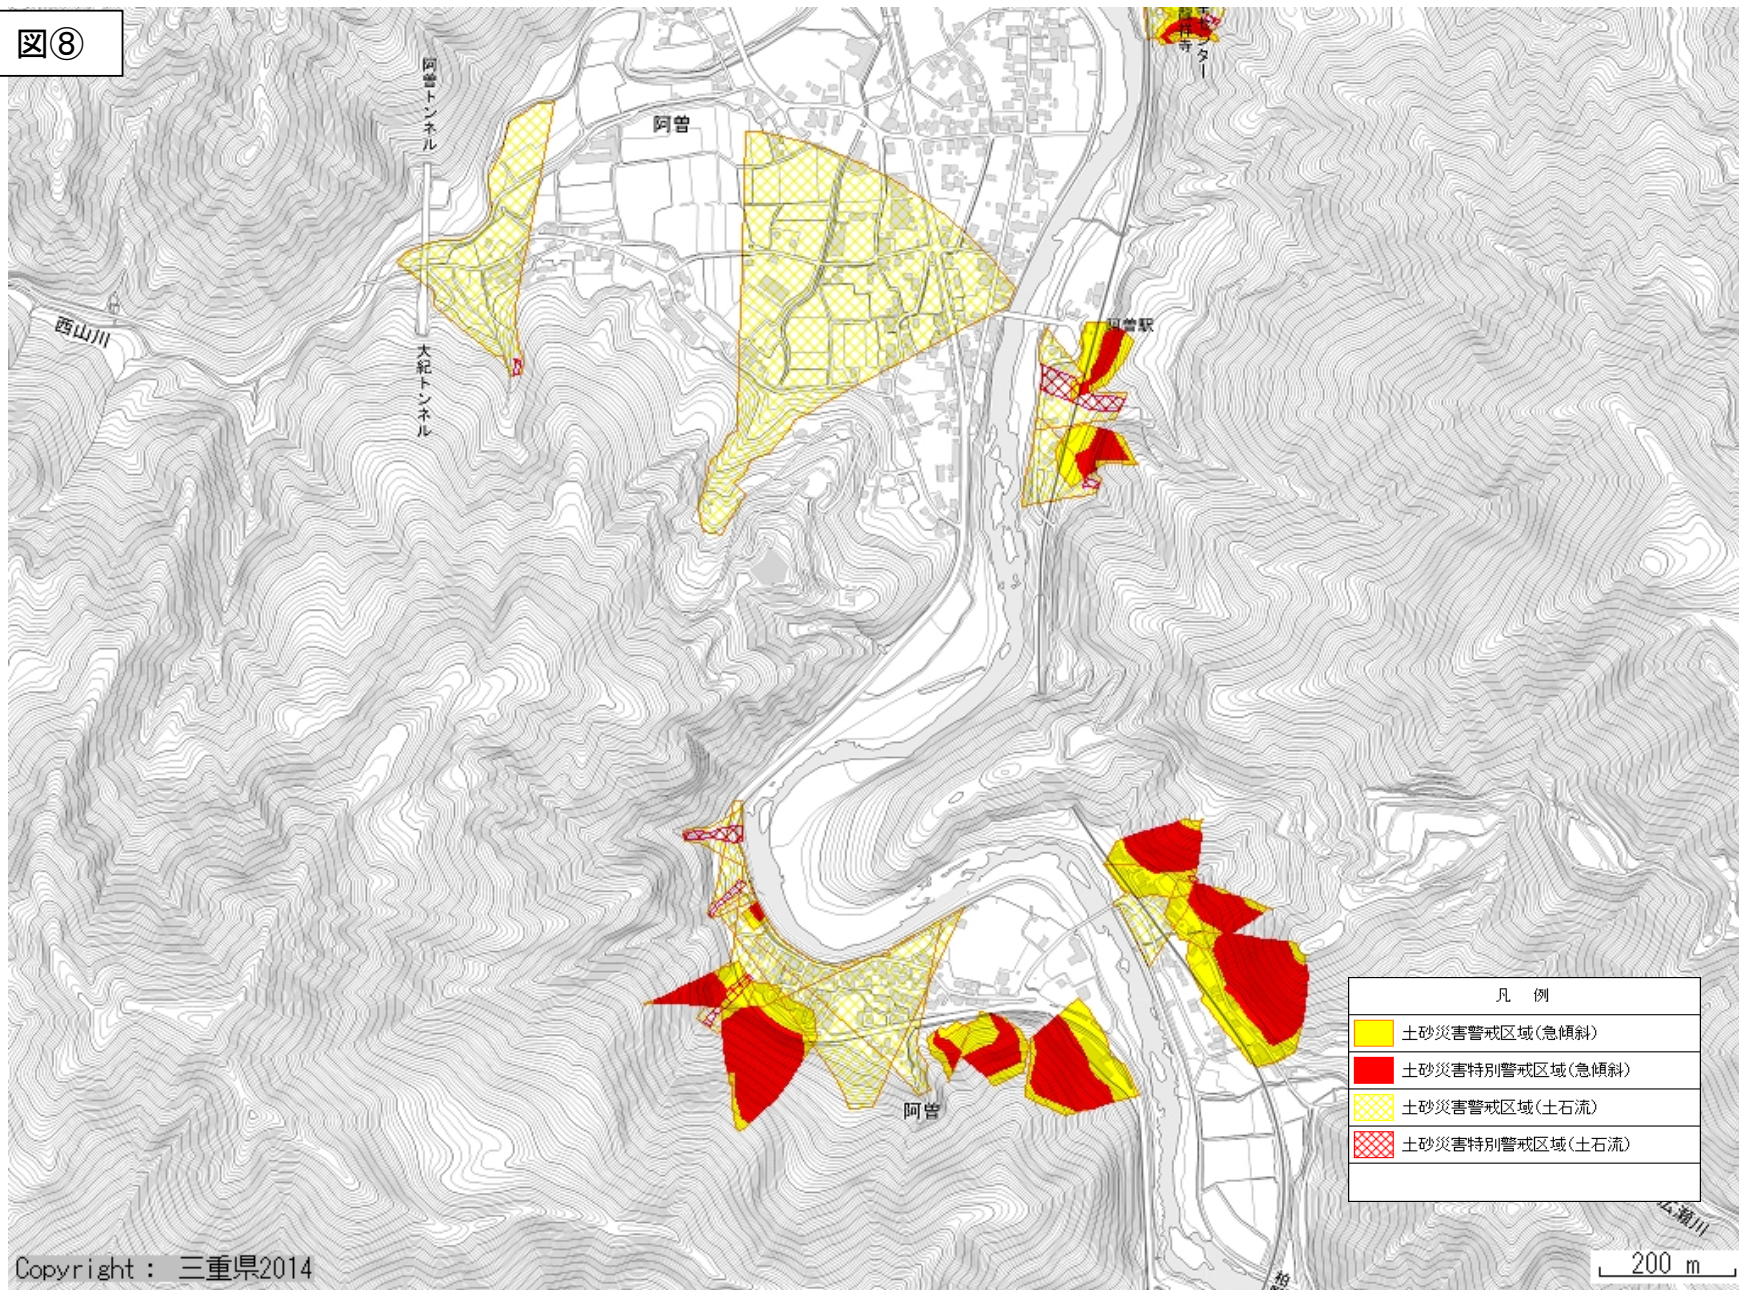 図⑧
阿曽トンネル
阿曽
西山川
大紀トンネル
阿曽駅
阿曽
凡 例
土砂災害警戒区域(急傾斜)
土砂災害特別警戒区域(急傾斜)
土砂災害警戒区域(土石流)
土砂災害特別警戒区域(土石流)
広瀬川
200 m
柏
Copyright : 三重県2014